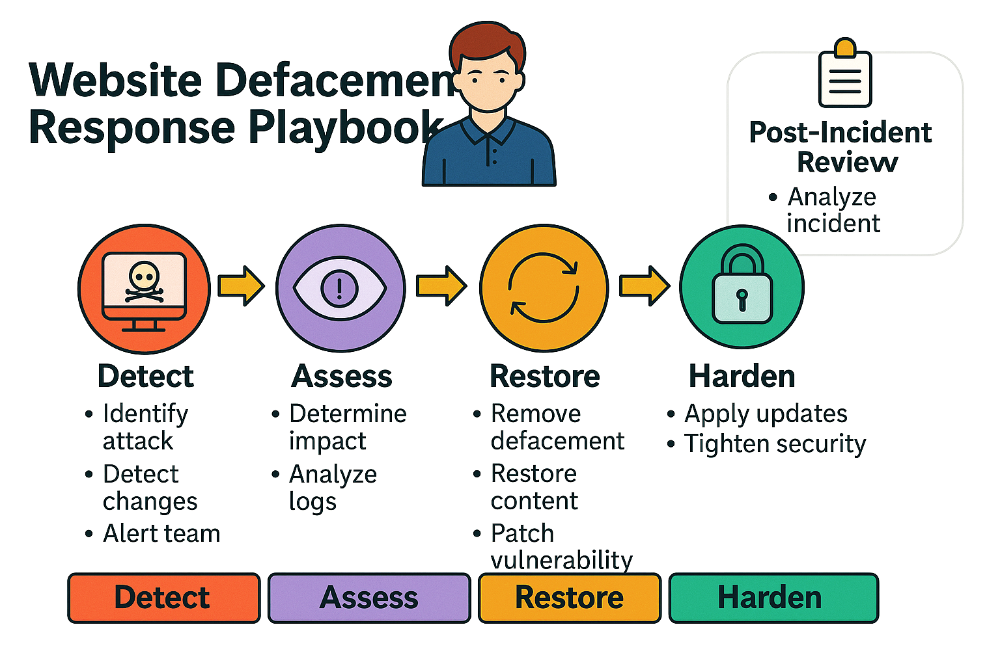 Website Defacemen
Response Playbook
Post-Incident
Review
• Analyze
incident
Detect
• Identify
attack
• Detect
changes
• Alert team
Assess
• Determine
impact
• Analyze
logs
Restore
• Remove
defacement
• Restore
content
• Patch
vulnerability
Harden
• Apply updates
• Tighten security
Detect
Assess
Restore
Harden